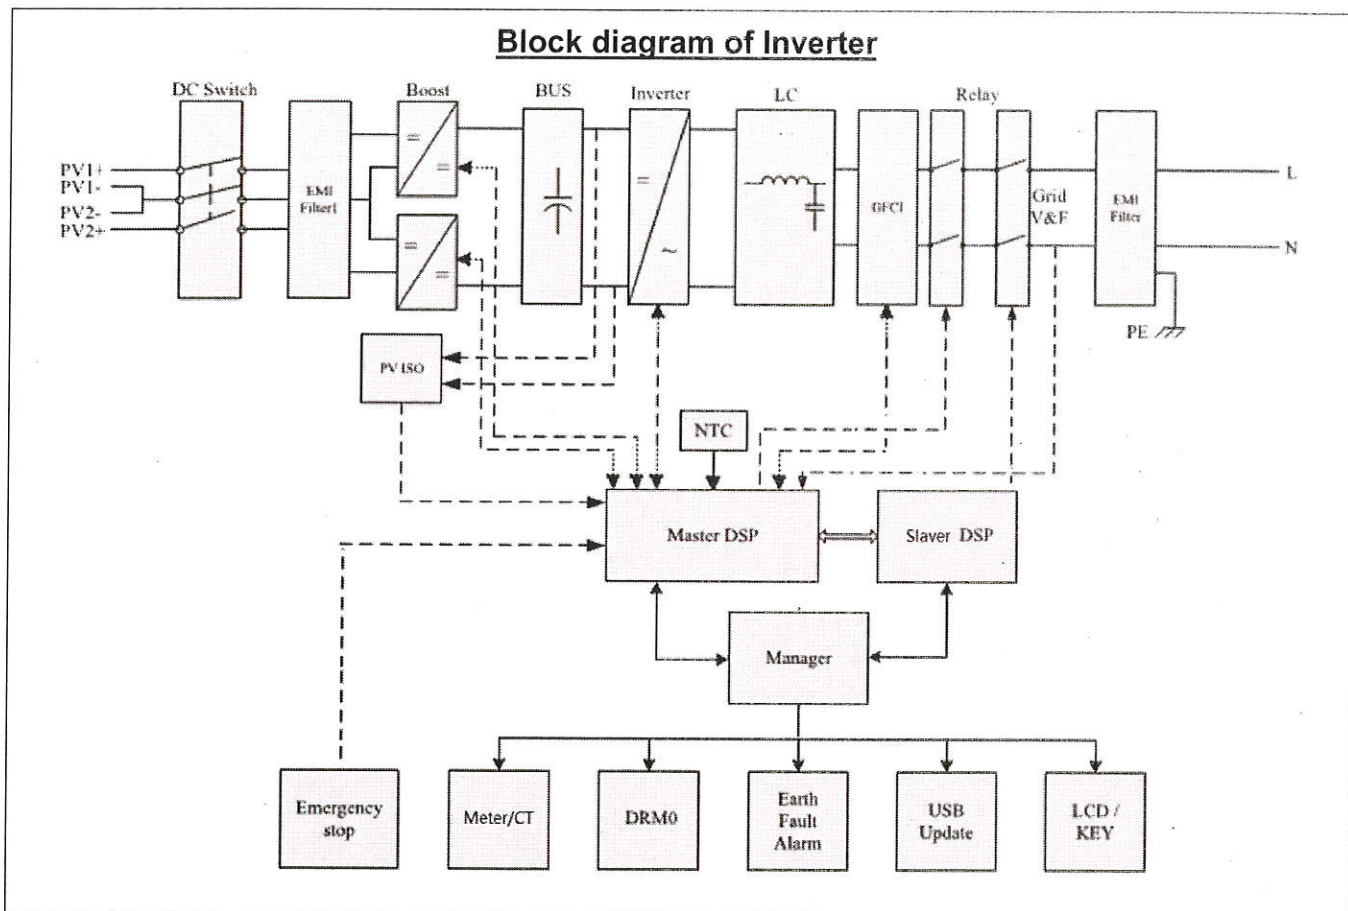 Block diagram of Inverter
DC Switch
Boost
BUS
Inverter
LC
Relay
PV1+
PV1-
PV2-
PV2+
EMI
Filter1
=
=
=
=
=
~
GFCI
Grid
V&F
EMI
Filter
L
N
PE
PV ISO
NTC
Master DSP
Slaver DSP
Manager
Emergency
stop
Meter/CT
DRM0
Earth
Fault
Alarm
USB
Update
LCD /
KEY